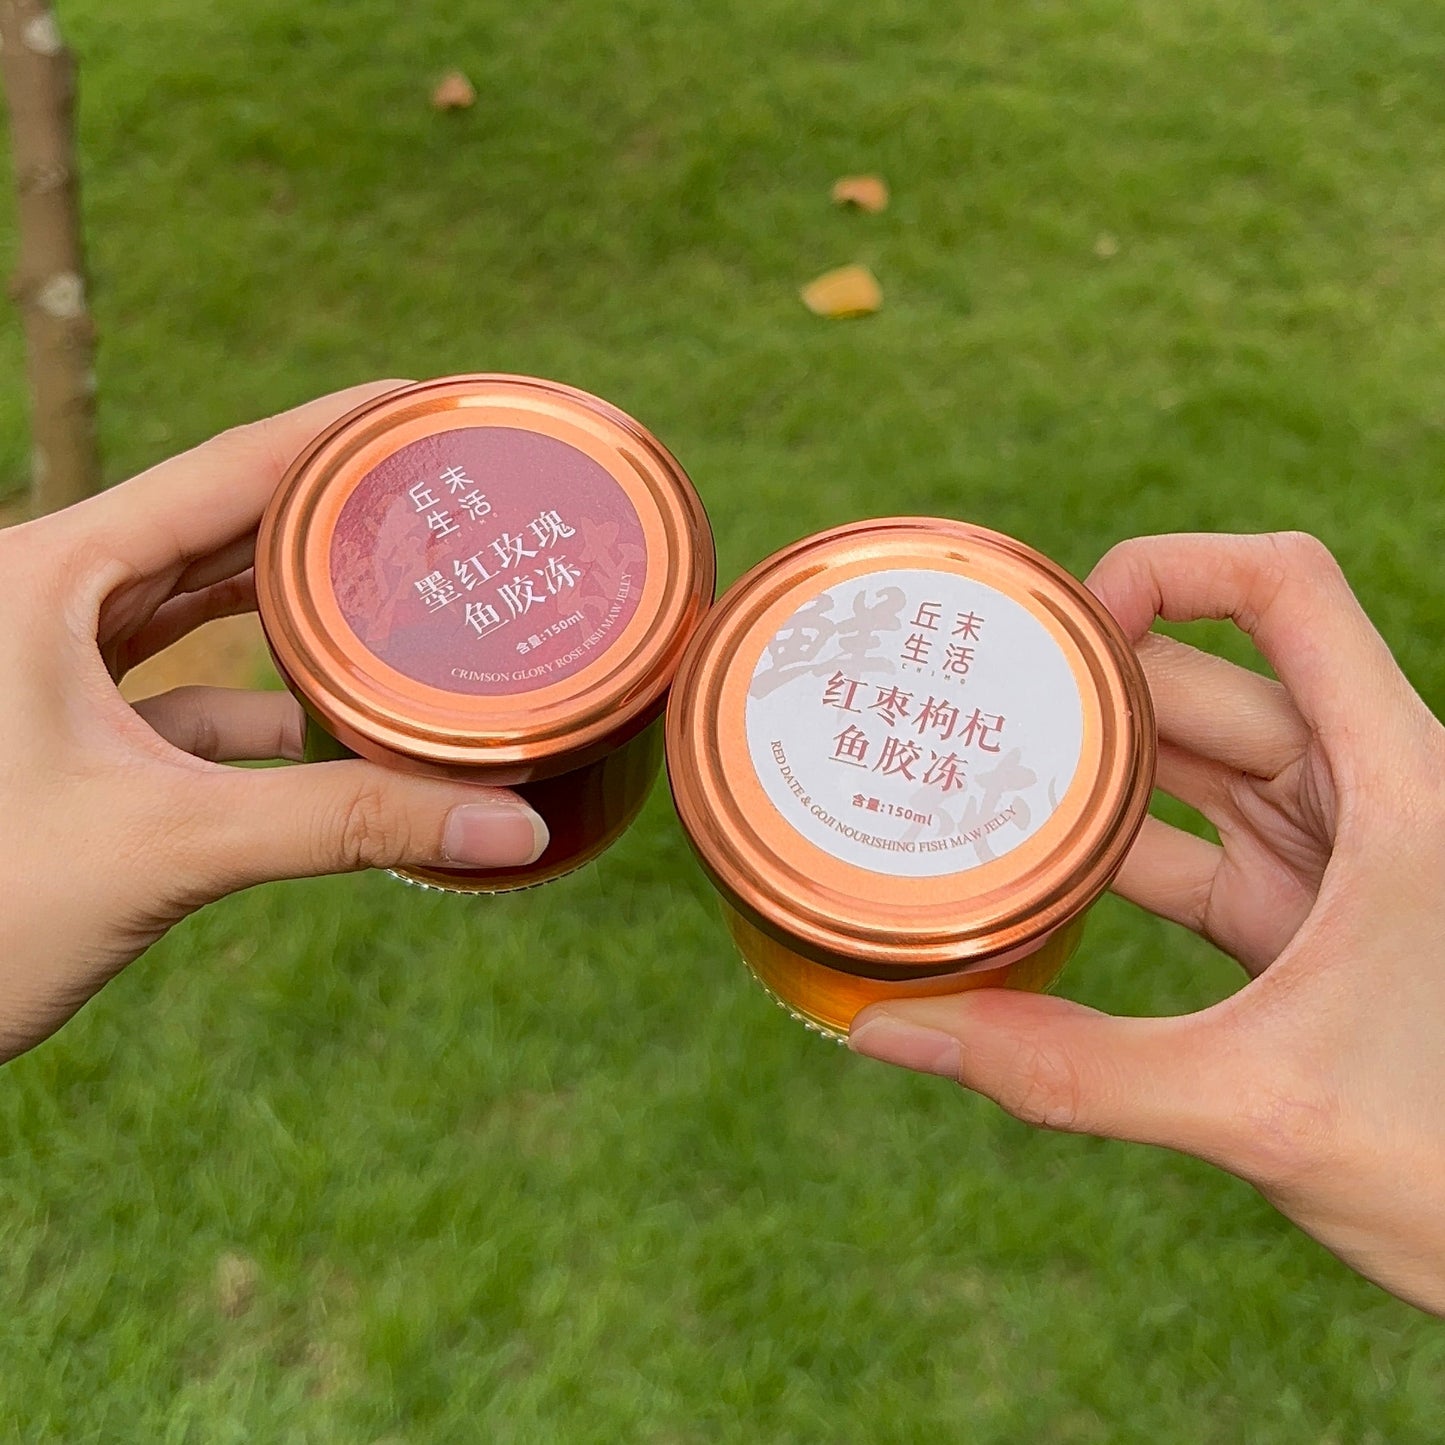 丘末
生活
墨红玫瑰
鱼胶冻
含量:150ml
CRIMSON GLORY ROSE FISH MAW JELLY
鲜
丘末
生活
CHIMO
红枣枸杞
鱼胶冻
含量:150ml
RED DATE & GOJI NOURISHING FISH MAW JELLY